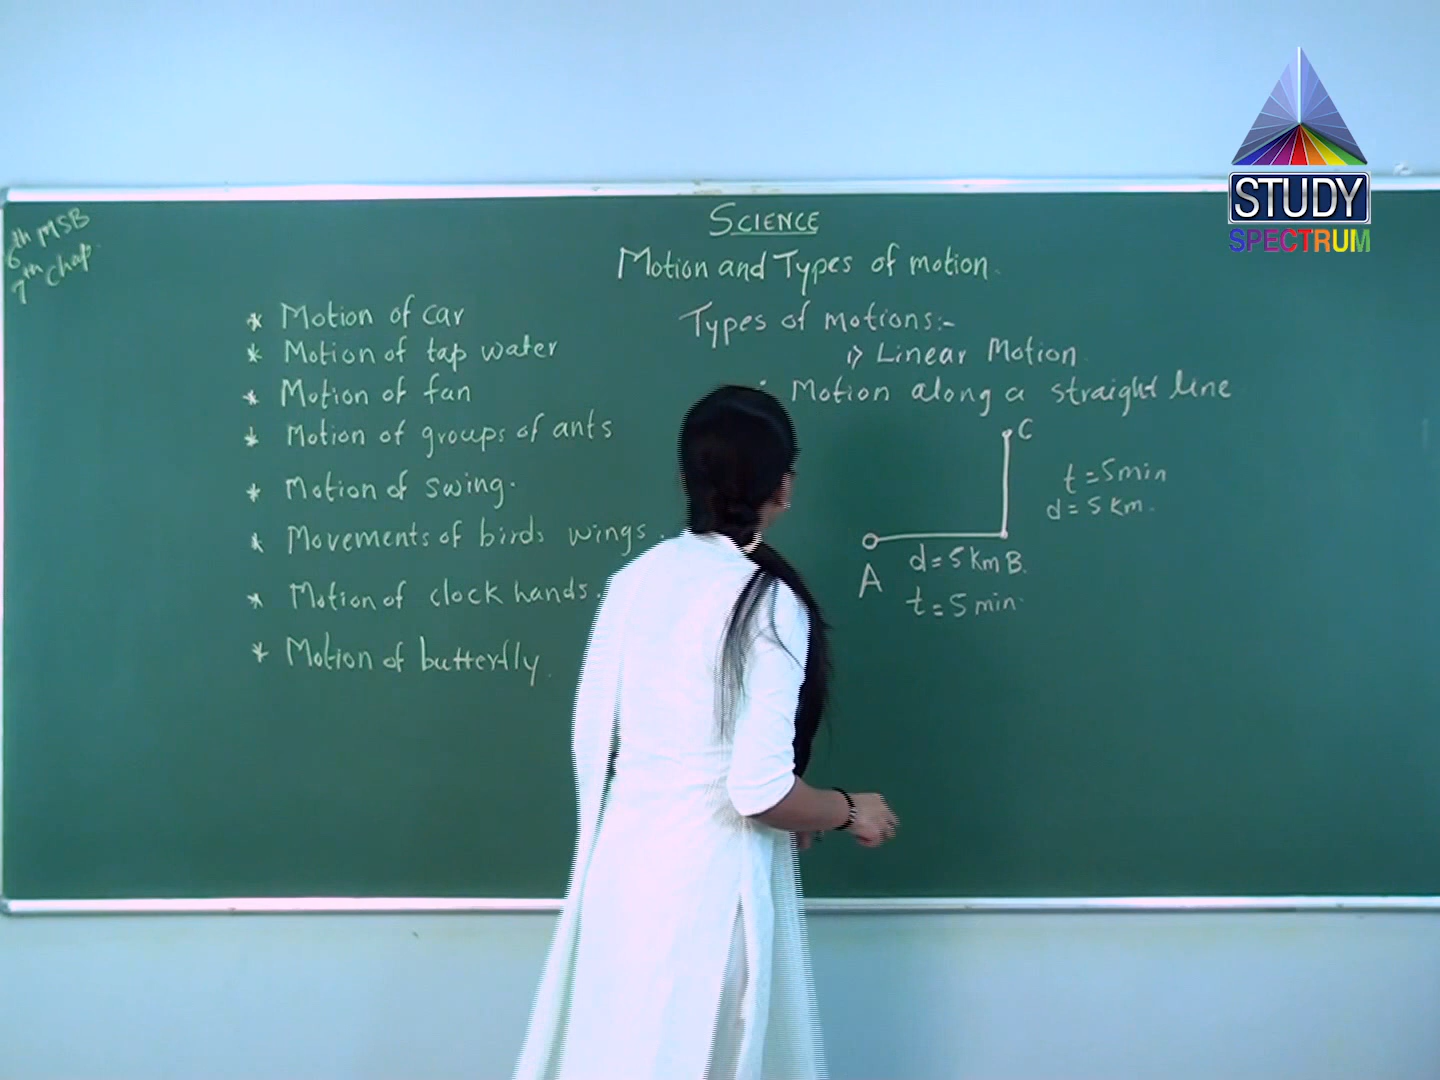 6th MSB
7th Chap.
SCIENCE
Motion and Types of motion.
* Motion of car
* Motion of tap water
* Motion of fan
* Motion of groups of ants
* Motion of swing.
* Movements of birds wings.
* Motion of clock hands.
* Motion of butterfly.
Types of motions:-
1) Linear Motion
Motion along a straight line
C
t = 5min
d = 5 km.
A
d = 5 km B.
t = 5 min.
STUDY
SPECTRUM